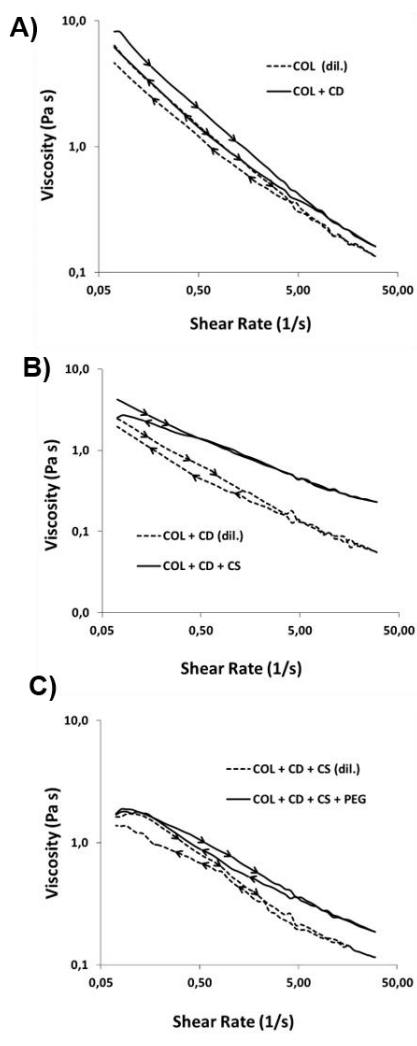 A)
10,0
COL (dil.)
COL + CD
Viscosity (Pa s)
1,0
0,1
0,05 0,50 5,00 50,00
Shear Rate (1/s)
B)
10,0
Viscosity (Pa s)
1,0
0,1
COL + CD (dil.)
COL + CD + CS
0,0
0,05 0,50 5,00 50,00
Shear Rate (1/s)
C)
10,0
COL + CD + CS (dil.)
COL + CD + CS + PEG
Viscosity (Pa s)
1,0
0,1
0,05 0,50 5,00 50,00
Shear Rate (1/s)